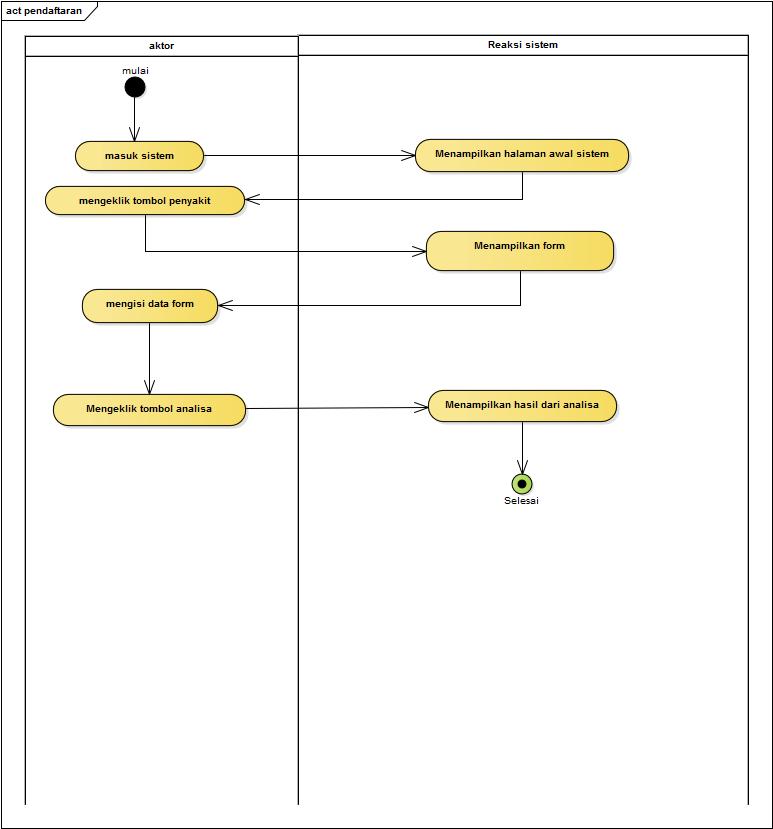 act pendaftaran
aktor
Reaksi sistem
mulai
masuk sistem
Menampilkan halaman awal sistem
mengeklik tombol penyakit
Menampilkan form
mengisi data form
Mengeklik tombol analisa
Menampilkan hasil dari analisa
Selesai